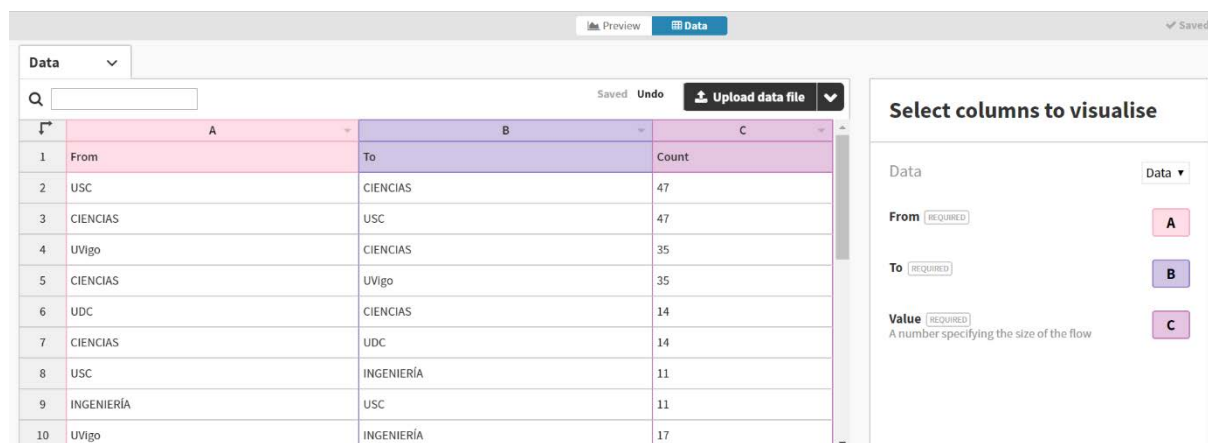 Preview Data Saved
Data
Saved Undo Upload data file
A B C
1 From To Count
2 USC CIENCIAS 47
3 CIENCIAS USC 47
4 UVigo CIENCIAS 35
5 CIENCIAS UVigo 35
6 UDC CIENCIAS 14
7 CIENCIAS UDC 14
8 USC INGENIERÍA 11
9 INGENIERÍA USC 11
10 UVigo INGENIERÍA 17
Select columns to visualise
Data Data
From REQUIRED A
To REQUIRED B
Value REQUIRED C
A number specifying the size of the flow